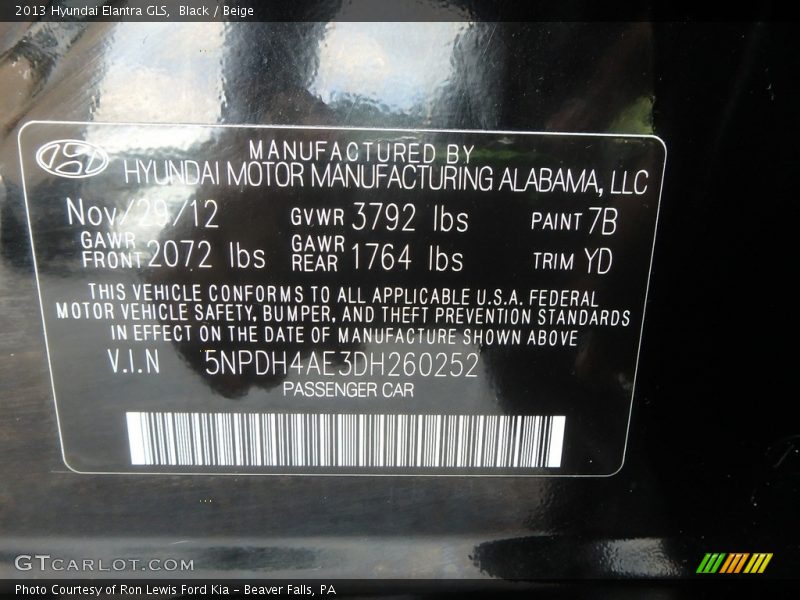 2013 Hyundai Elantra GLS, Black / Beige
MANUFACTURED BY
HYUNDAI MOTOR MANUFACTURING ALABAMA, LLC
Nov/29/12 GVWR 3792 lbs PAINT 7B
GAWR FRONT 2072 lbs GAWR REAR 1764 lbs TRIM YD
THIS VEHICLE CONFORMS TO ALL APPLICABLE U.S.A. FEDERAL
MOTOR VEHICLE SAFETY, BUMPER, AND THEFT PREVENTION STANDARDS
IN EFFECT ON THE DATE OF MANUFACTURE SHOWN ABOVE
V.I.N 5NPDH4AE3DH260252
PASSENGER CAR
GTCARLOT.COM
Photo Courtesy of Ron Lewis Ford Kia - Beaver Falls, PA